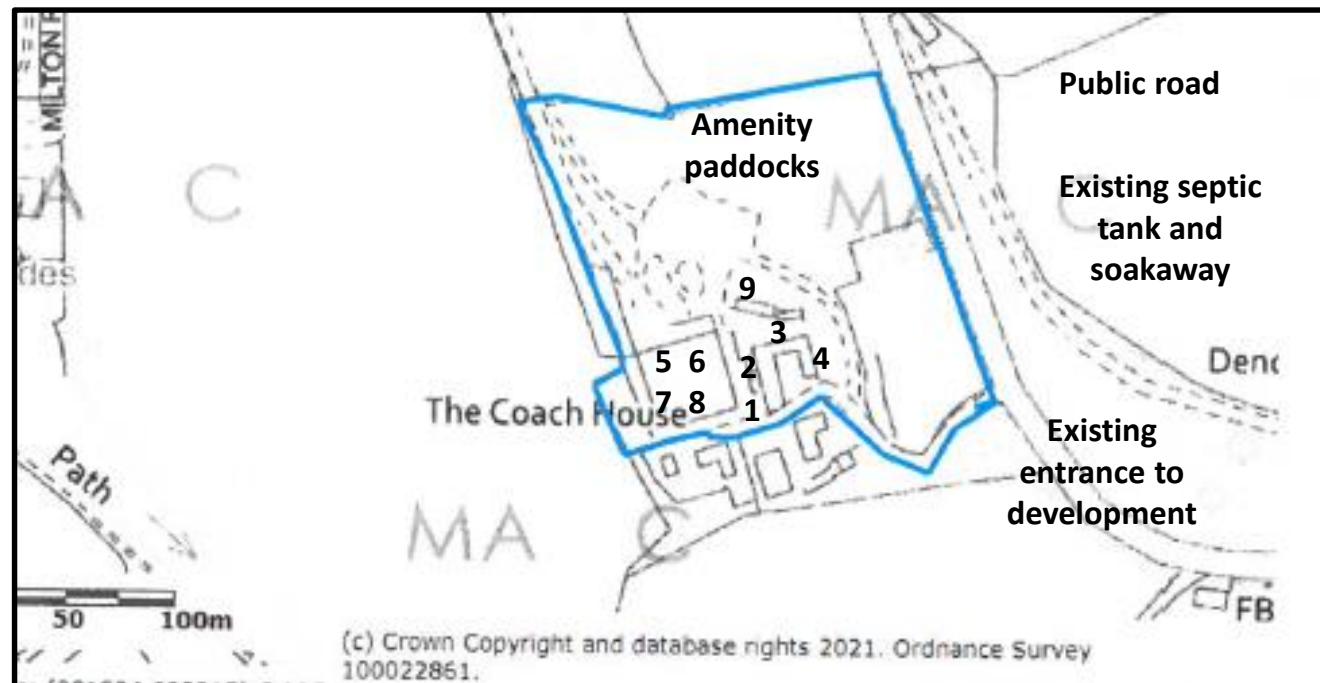 MILTON
A C
des
Amenity
paddocks
MA C
Public road
Existing septic
tank and
soakaway
9
3
5 6 2 4
7 8 1
The Coach House
Path
MA C
Existing
entrance to
development
FB
50 100m
(c) Crown Copyright and database rights 2021. Ordnance Survey
100022861.